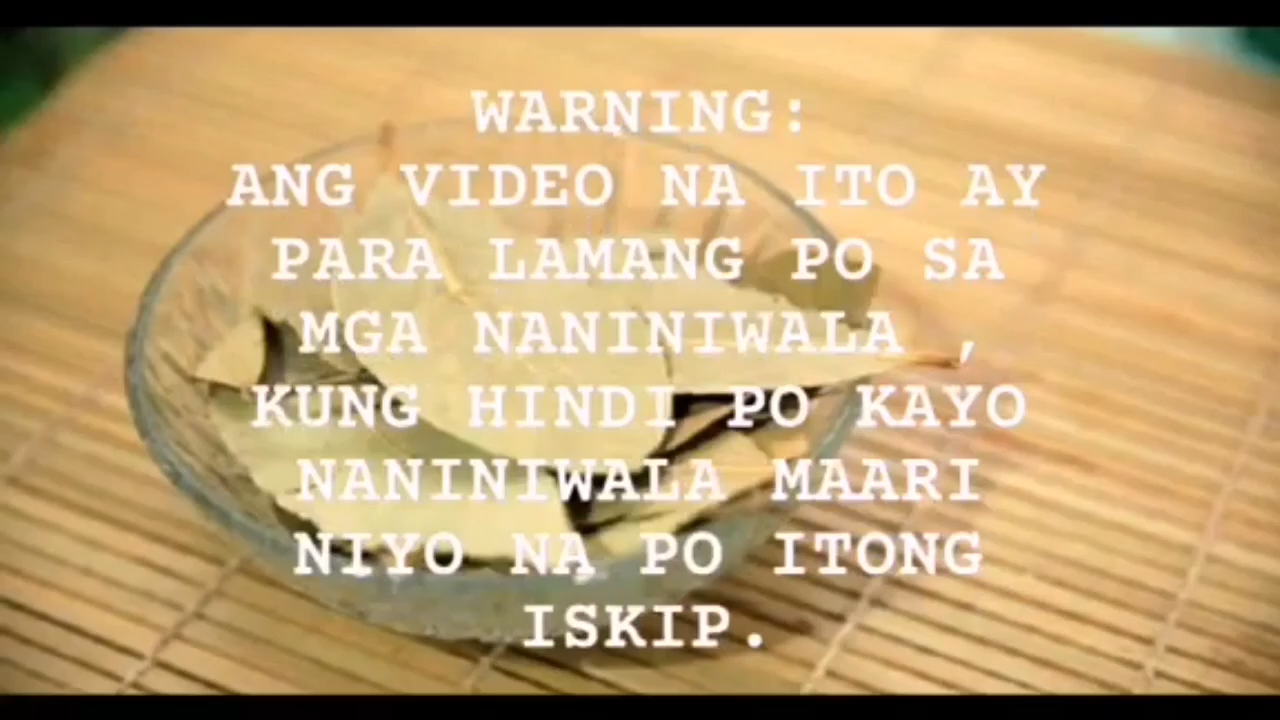 WARNING:
ANG VIDEO NA ITO AY
PARA LAMANG PO SA
MGA NANINIWALA ,
KUNG HINDI PO KAYO
NANINIWALA MAARI
NIYO NA PO ITONG
ISKIP.